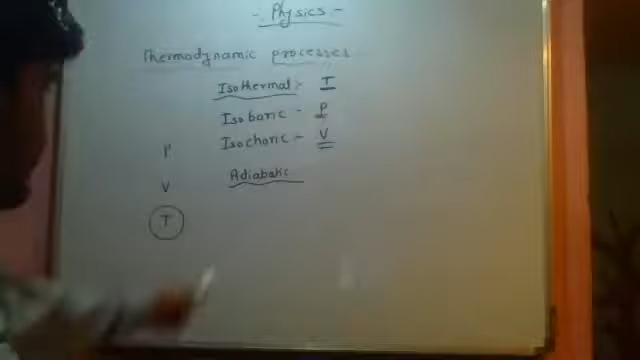 - Physics -
Thermodynamic processes
Isothermal :- T
Isobaric - P
Isochoric - V
P
V Adiabatic
T